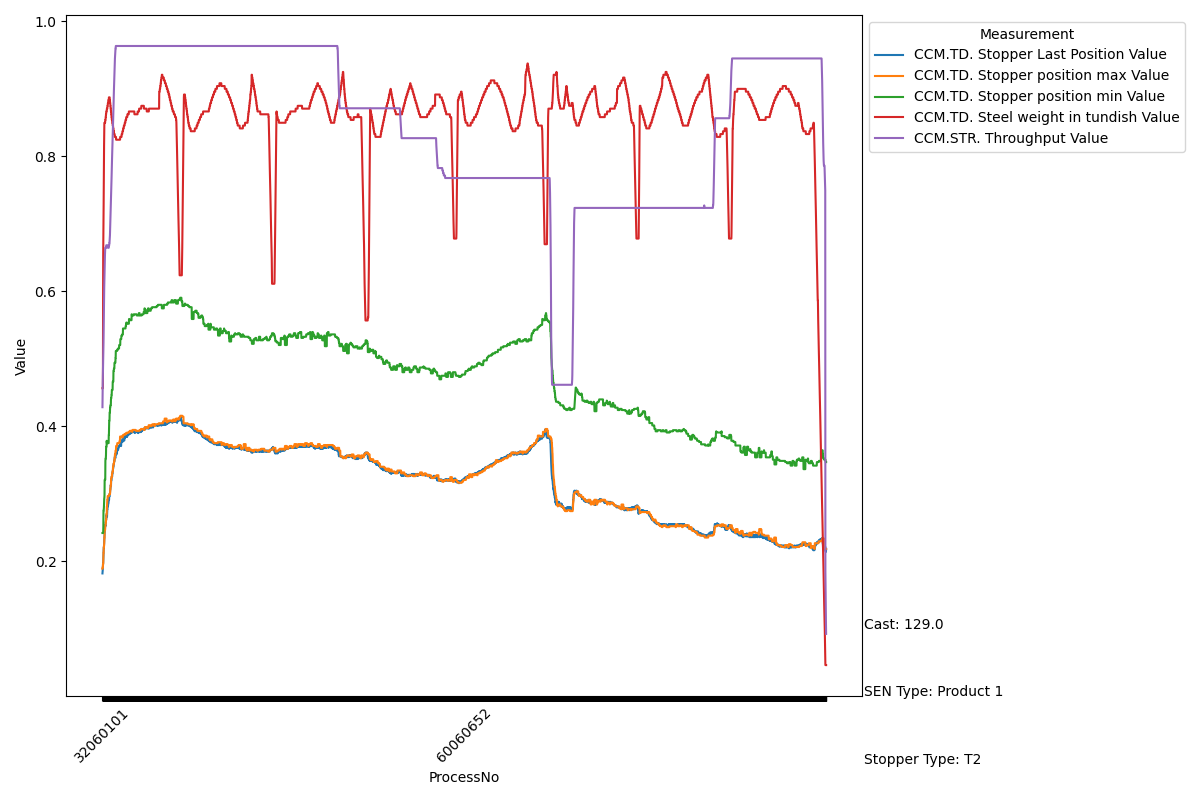 1.0
0.8
0.6
0.4
0.2
Value
32060101
60060652
ProcessNo
Measurement
CCM.TD. Stopper Last Position Value
CCM.TD. Stopper position max Value
CCM.TD. Stopper position min Value
CCM.TD. Steel weight in tundish Value
CCM.STR. Throughput Value
Cast: 129.0
SEN Type: Product 1
Stopper Type: T2